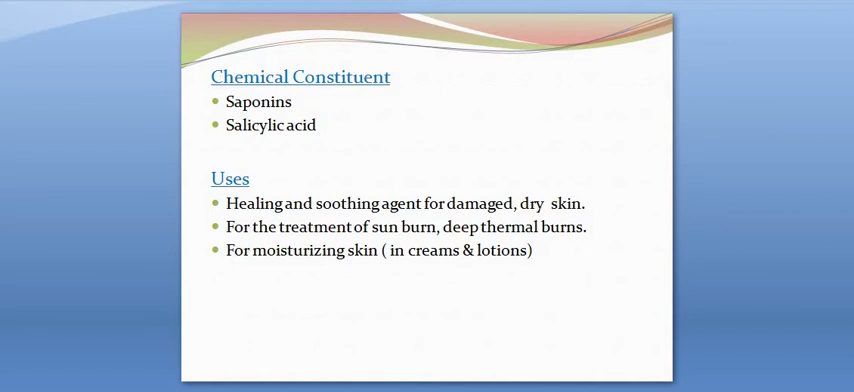 Chemical Constituent
• Saponins
• Salicylic acid
Uses
• Healing and soothing agent for damaged, dry skin.
• For the treatment of sun burn, deep thermal burns.
• For moisturizing skin ( in creams & lotions)